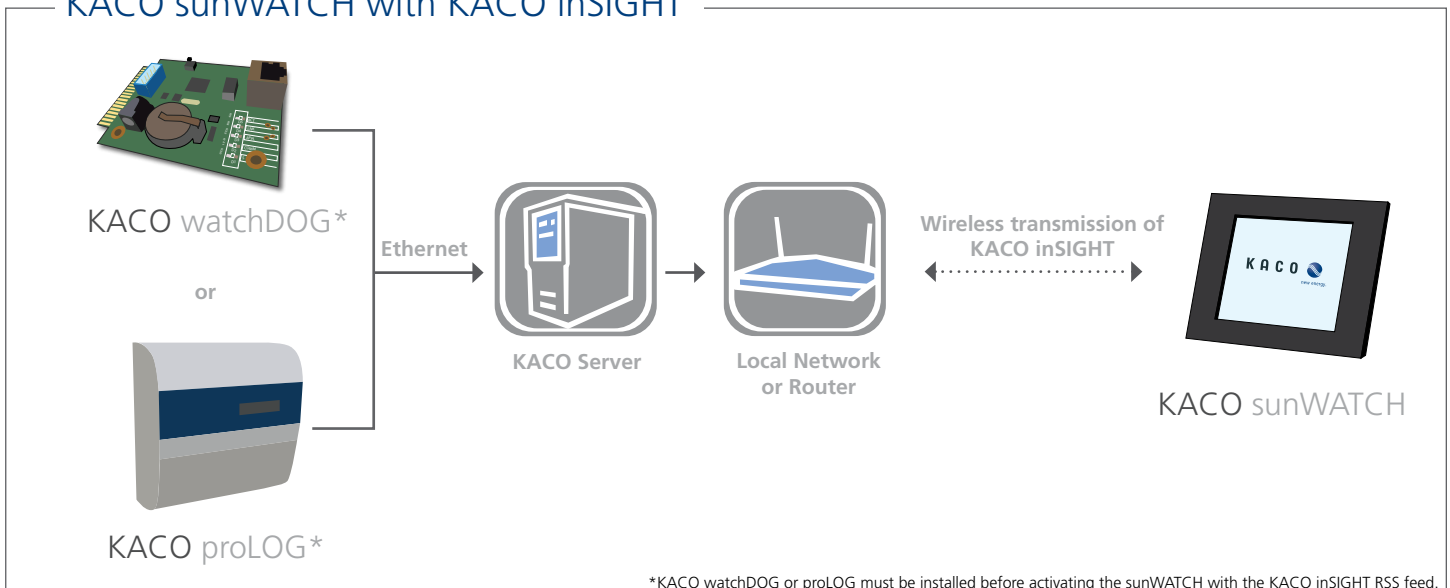 KACO sunWATCH with KACO inSIGHT
KACO watchDOG*
or
KACO proLOG*
Ethernet
KACO Server
Local Network
or Router
Wireless transmission of
KACO inSIGHT
KACO
new energy.
KACO sunWATCH
*KACO watchDOG or proLOG must be installed before activating the sunWATCH with the KACO inSIGHT RSS feed.